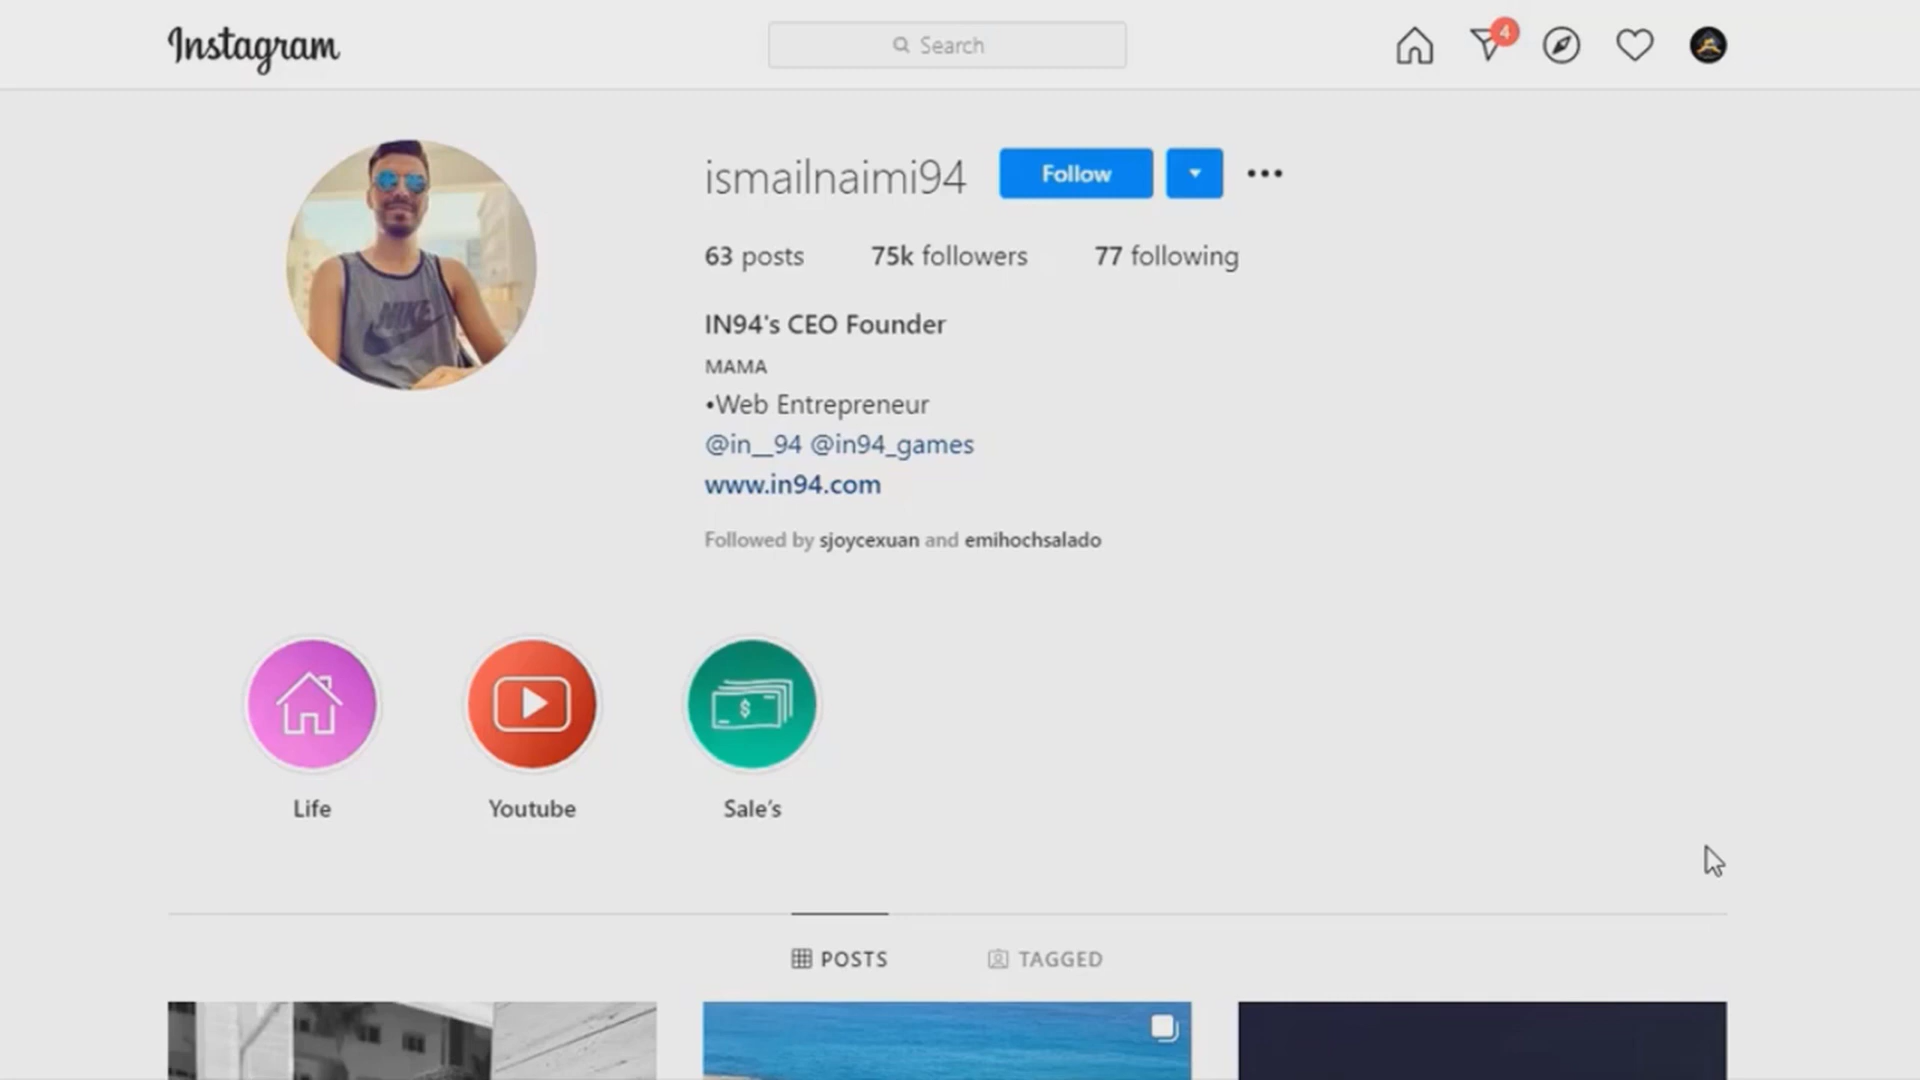 Instagram
Search
4
ismailnaimi94 Follow
63 posts 75k followers 77 following
IN94's CEO Founder
MAMA
•Web Entrepreneur
@in__94 @in94_games
www.in94.com
Followed by sjoycexuan and emihochsalado
NIKE
$
Life Youtube Sale's
POSTS TAGGED